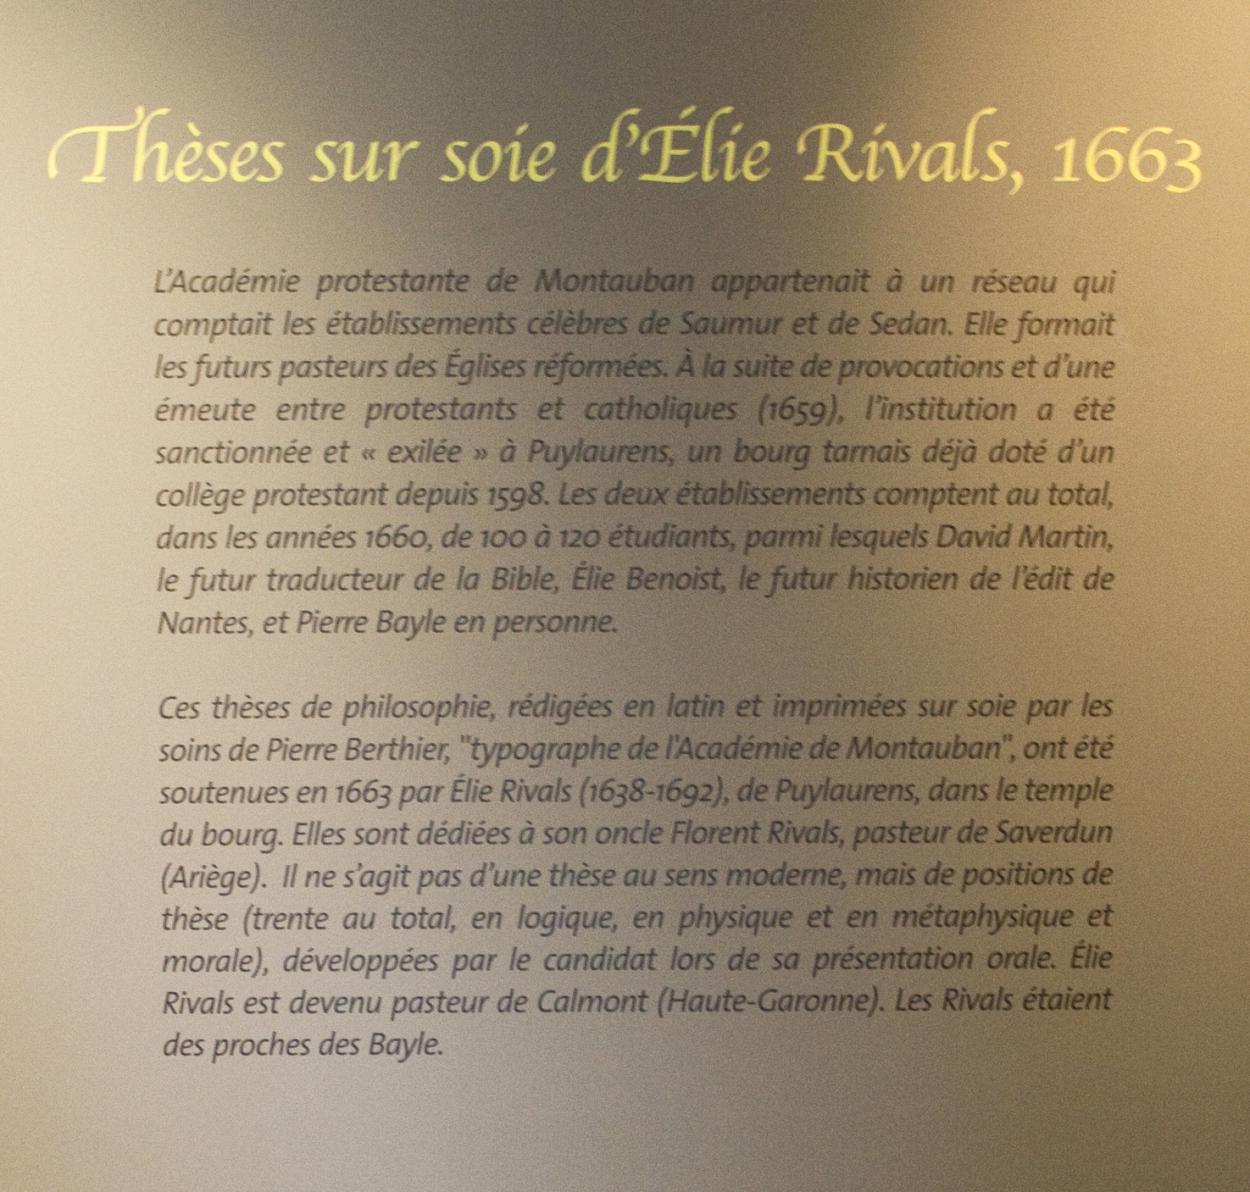 Thèses sur soie d’Élie Rivals, 1663
L’Académie protestante de Montauban appartenait à un réseau qui
comptait les établissements célèbres de Saumur et de Sedan. Elle formait
les futurs pasteurs des Églises réformées. À la suite de provocations et d’une
émeute entre protestants et catholiques (1659), l’institution a été
sanctionnée et « exilée » à Puylaurens, un bourg tarnais déjà doté d’un
collège protestant depuis 1598. Les deux établissements comptent au total,
dans les années 1660, de 100 à 120 étudiants, parmi lesquels David Martin,
le futur traducteur de la Bible, Élie Benoist, le futur historien de l’édit de
Nantes, et Pierre Bayle en personne.
Ces thèses de philosophie, rédigées en latin et imprimées sur soie par les
soins de Pierre Berthier, "typographe de l'Académie de Montauban", ont été
soutenues en 1663 par Élie Rivals (1638-1692), de Puylaurens, dans le temple
du bourg. Elles sont dédiées à son oncle Florent Rivals, pasteur de Saverdun
(Ariège). Il ne s’agit pas d’une thèse au sens moderne, mais de positions de
thèse (trente au total, en logique, en physique et en métaphysique et
morale), développées par le candidat lors de sa présentation orale. Élie
Rivals est devenu pasteur de Calmont (Haute-Garonne). Les Rivals étaient
des proches des Bayle.